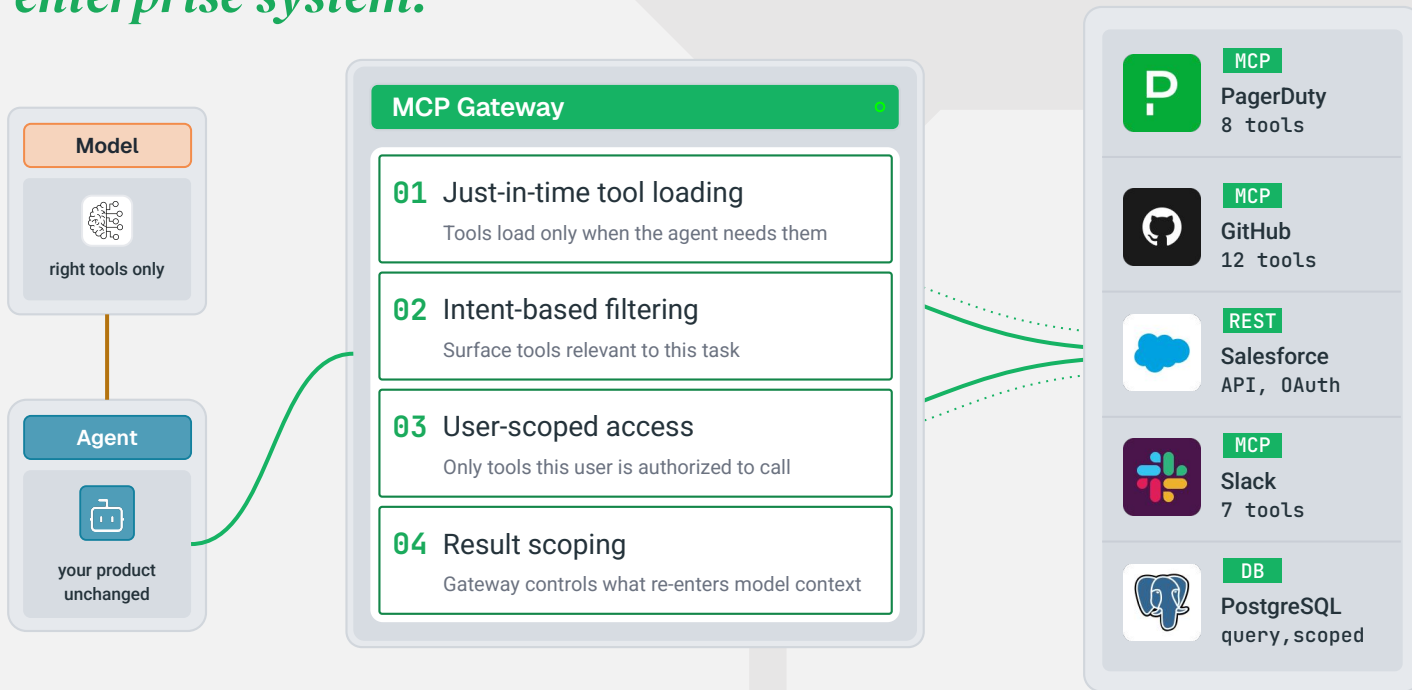 enterprise system.
Model
right tools only
Agent
your product
unchanged
MCP Gateway
01 Just-in-time tool loading
Tools load only when the agent needs them
02 Intent-based filtering
Surface tools relevant to this task
03 User-scoped access
Only tools this user is authorized to call
04 Result scoping
Gateway controls what re-enters model context
MCP
PagerDuty
8 tools
MCP
GitHub
12 tools
REST
Salesforce
API, OAuth
MCP
Slack
7 tools
DB
PostgreSQL
query,scoped